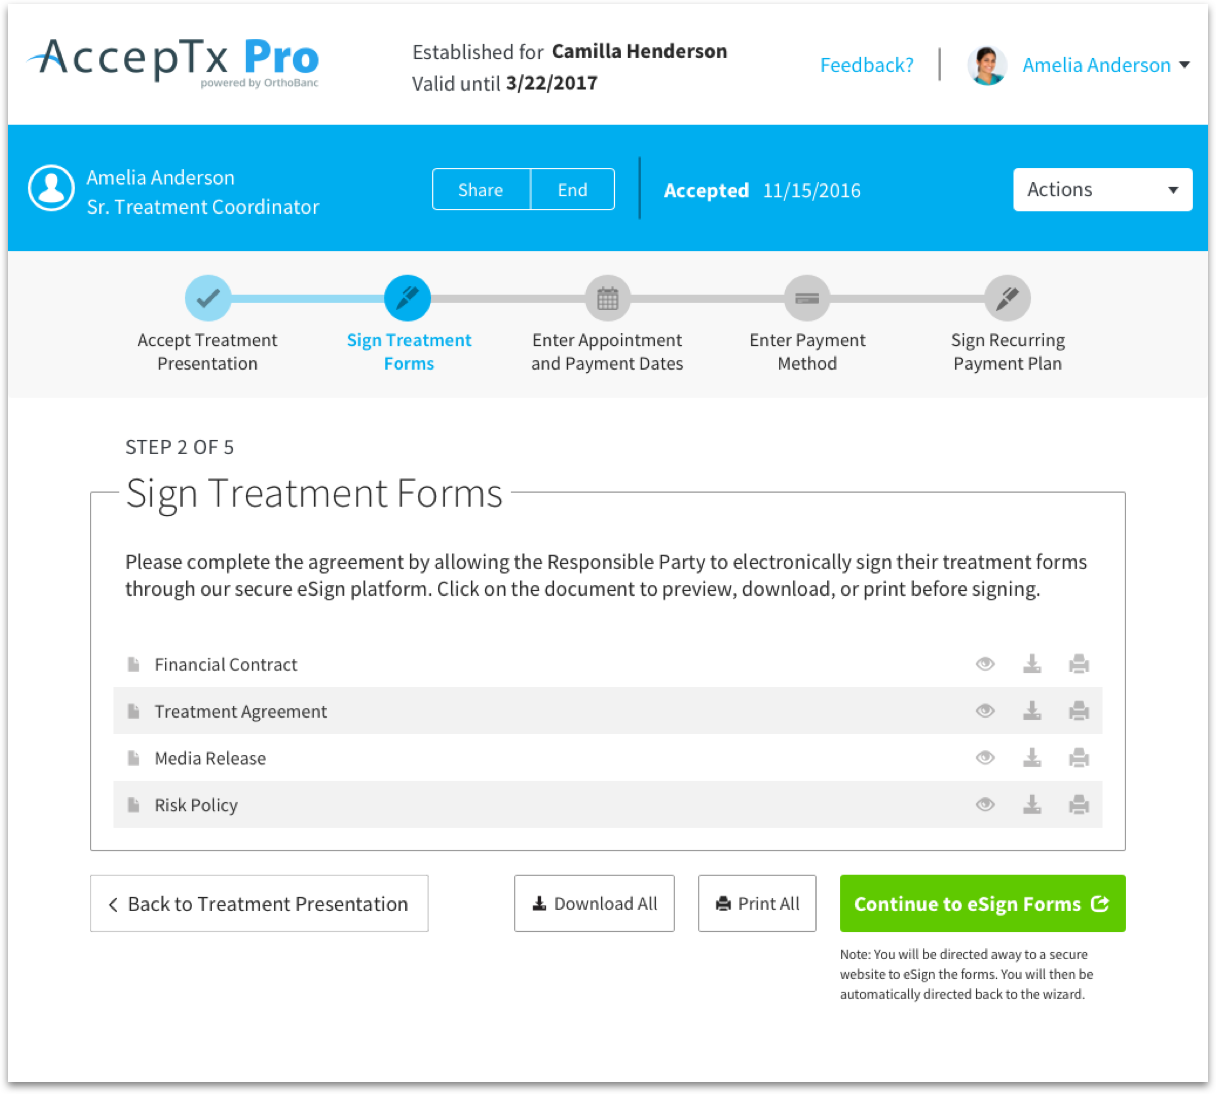 AccepTx Pro
powered by OrthoBanc
Established for Camilla Henderson
Valid until 3/22/2017
Feedback?
Amelia Anderson
Amelia Anderson
Sr. Treatment Coordinator
Share
End
Accepted 11/15/2016
Actions
Accept Treatment
Presentation
Sign Treatment
Forms
Enter Appointment
and Payment Dates
Enter Payment
Method
Sign Recurring
Payment Plan
STEP 2 OF 5
Sign Treatment Forms
Please complete the agreement by allowing the Responsible Party to electronically sign their treatment forms
through our secure eSign platform. Click on the document to preview, download, or print before signing.
Financial Contract
Treatment Agreement
Media Release
Risk Policy
Back to Treatment Presentation
Download All
Print All
Continue to eSign Forms
Note: You will be directed away to a secure
website to eSign the forms. You will then be
automatically directed back to the wizard.